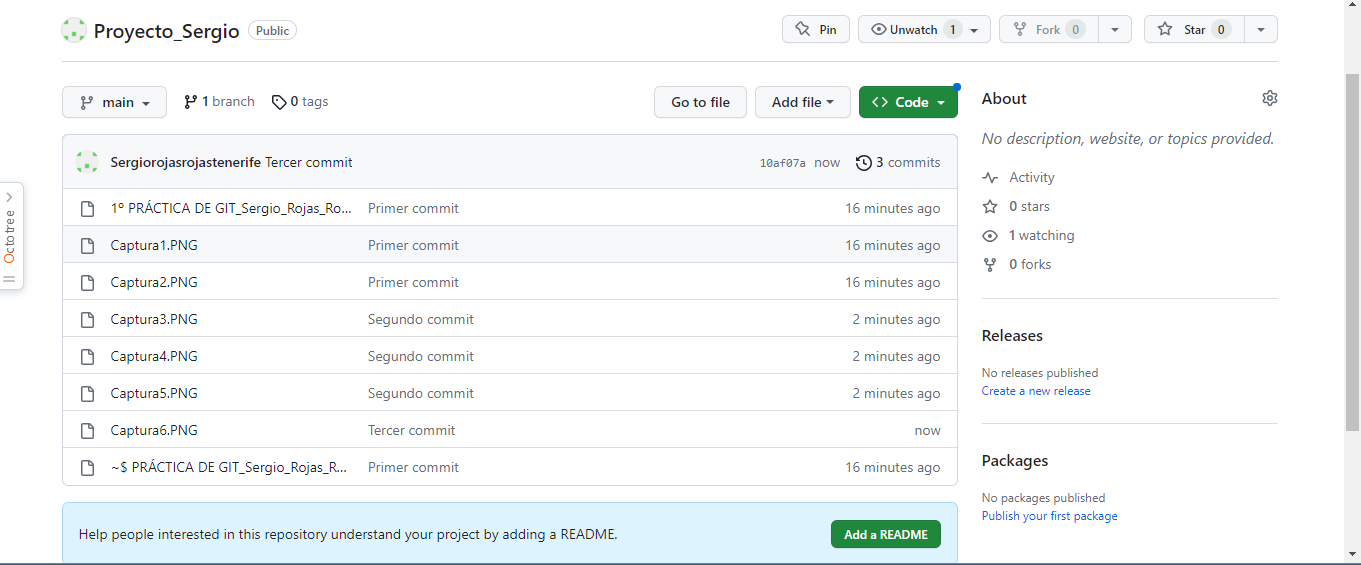 Proyecto_Sergio Public
Pin Unwatch 1 Fork 0 Star 0
main 1 branch 0 tags Go to file Add file Code
Sergiorojasrojastenerife Tercer commit 10af07a now 3 commits
1º PRÁCTICA DE GIT_Sergio_Rojas_Ro... Primer commit 16 minutes ago
Captura1.PNG Primer commit 16 minutes ago
Captura2.PNG Primer commit 16 minutes ago
Captura3.PNG Segundo commit 2 minutes ago
Captura4.PNG Segundo commit 2 minutes ago
Captura5.PNG Segundo commit 2 minutes ago
Captura6.PNG Tercer commit now
~$ PRÁCTICA DE GIT_Sergio_Rojas_R... Primer commit 16 minutes ago
Help people interested in this repository understand your project by adding a README. Add a README
About
No description, website, or topics provided.
Activity
0 stars
1 watching
0 forks
Releases
No releases published
Create a new release
Packages
No packages published
Publish your first package
Octotree